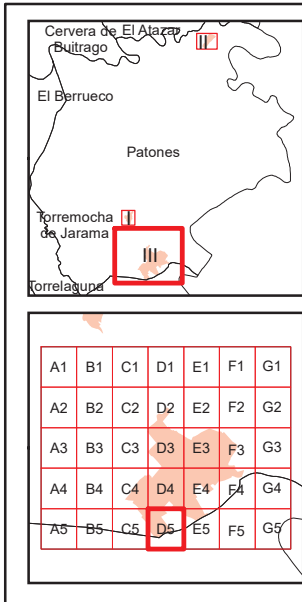 Cervera de El Atazar
Buitrago
II
El Berrueco
Patones
I
Torremocha
de Jarama
III
Torrelaguna
A1 B1 C1 D1 E1 F1 G1
A2 B2 C2 D2 E2 F2 G2
A3 B3 C3 D3 E3 F3 G3
A4 B4 C4 D4 E4 F4 G4
A5 B5 C5 D5 E5 F5 G5